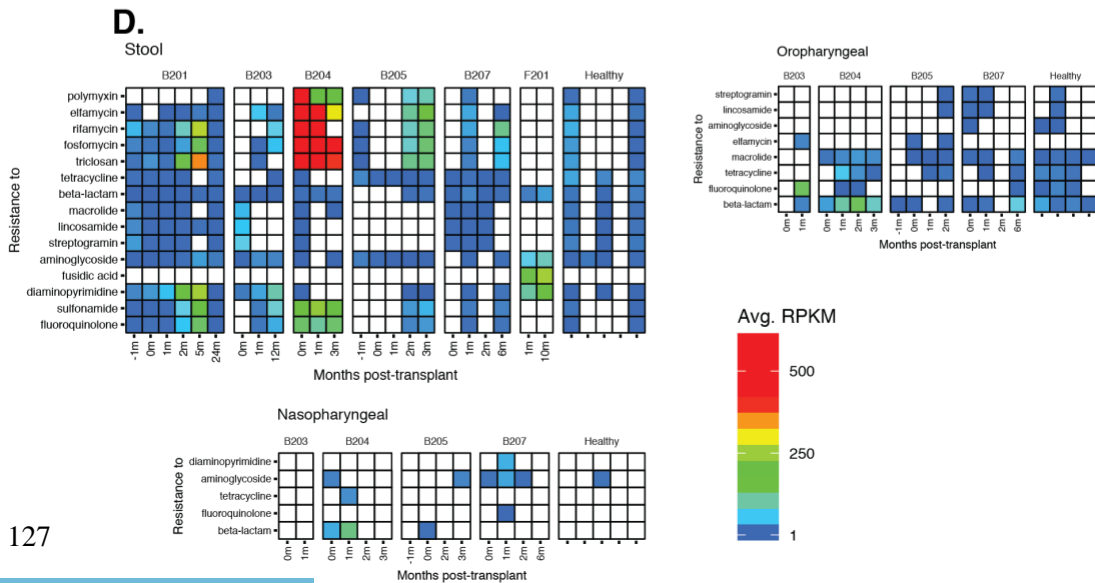 D.
Stool
B201 B203 B204 B205 B207 F201 Healthy
Resistance to
polymyxin
elfamycin
rifamycin
fosfomycin
triclosan
tetracycline
beta-lactam
macrolide
lincosamide
streptogramin
aminoglycoside
fusidic acid
diaminopyrimidine
sulfonamide
fluoroquinolone
-1m 0m 1m 2m 5m 24m 0m 1m 12m 0m 1m 3m -1m 0m 1m 2m 3m 0m 1m 2m 6m 1m 10m
Months post-transplant
Oropharyngeal
B203 B204 B205 B207 Healthy
Resistance to
streptogramin
lincosamide
aminoglycoside
elfamycin
macrolide
tetracycline
fluoroquinolone
beta-lactam
0m 1m 0m 1m 2m 3m -1m 0m 1m 2m 0m 1m 2m 6m
Months post-transplant
Avg. RPKM
500
250
1
Nasopharyngeal
B203 B204 B205 B207 Healthy
Resistance to
diaminopyrimidine
aminoglycoside
tetracycline
fluoroquinolone
beta-lactam
0m 1m 0m 1m 2m 3m -1m 0m 2m 3m 0m 1m 2m 6m
Months post-transplant
127